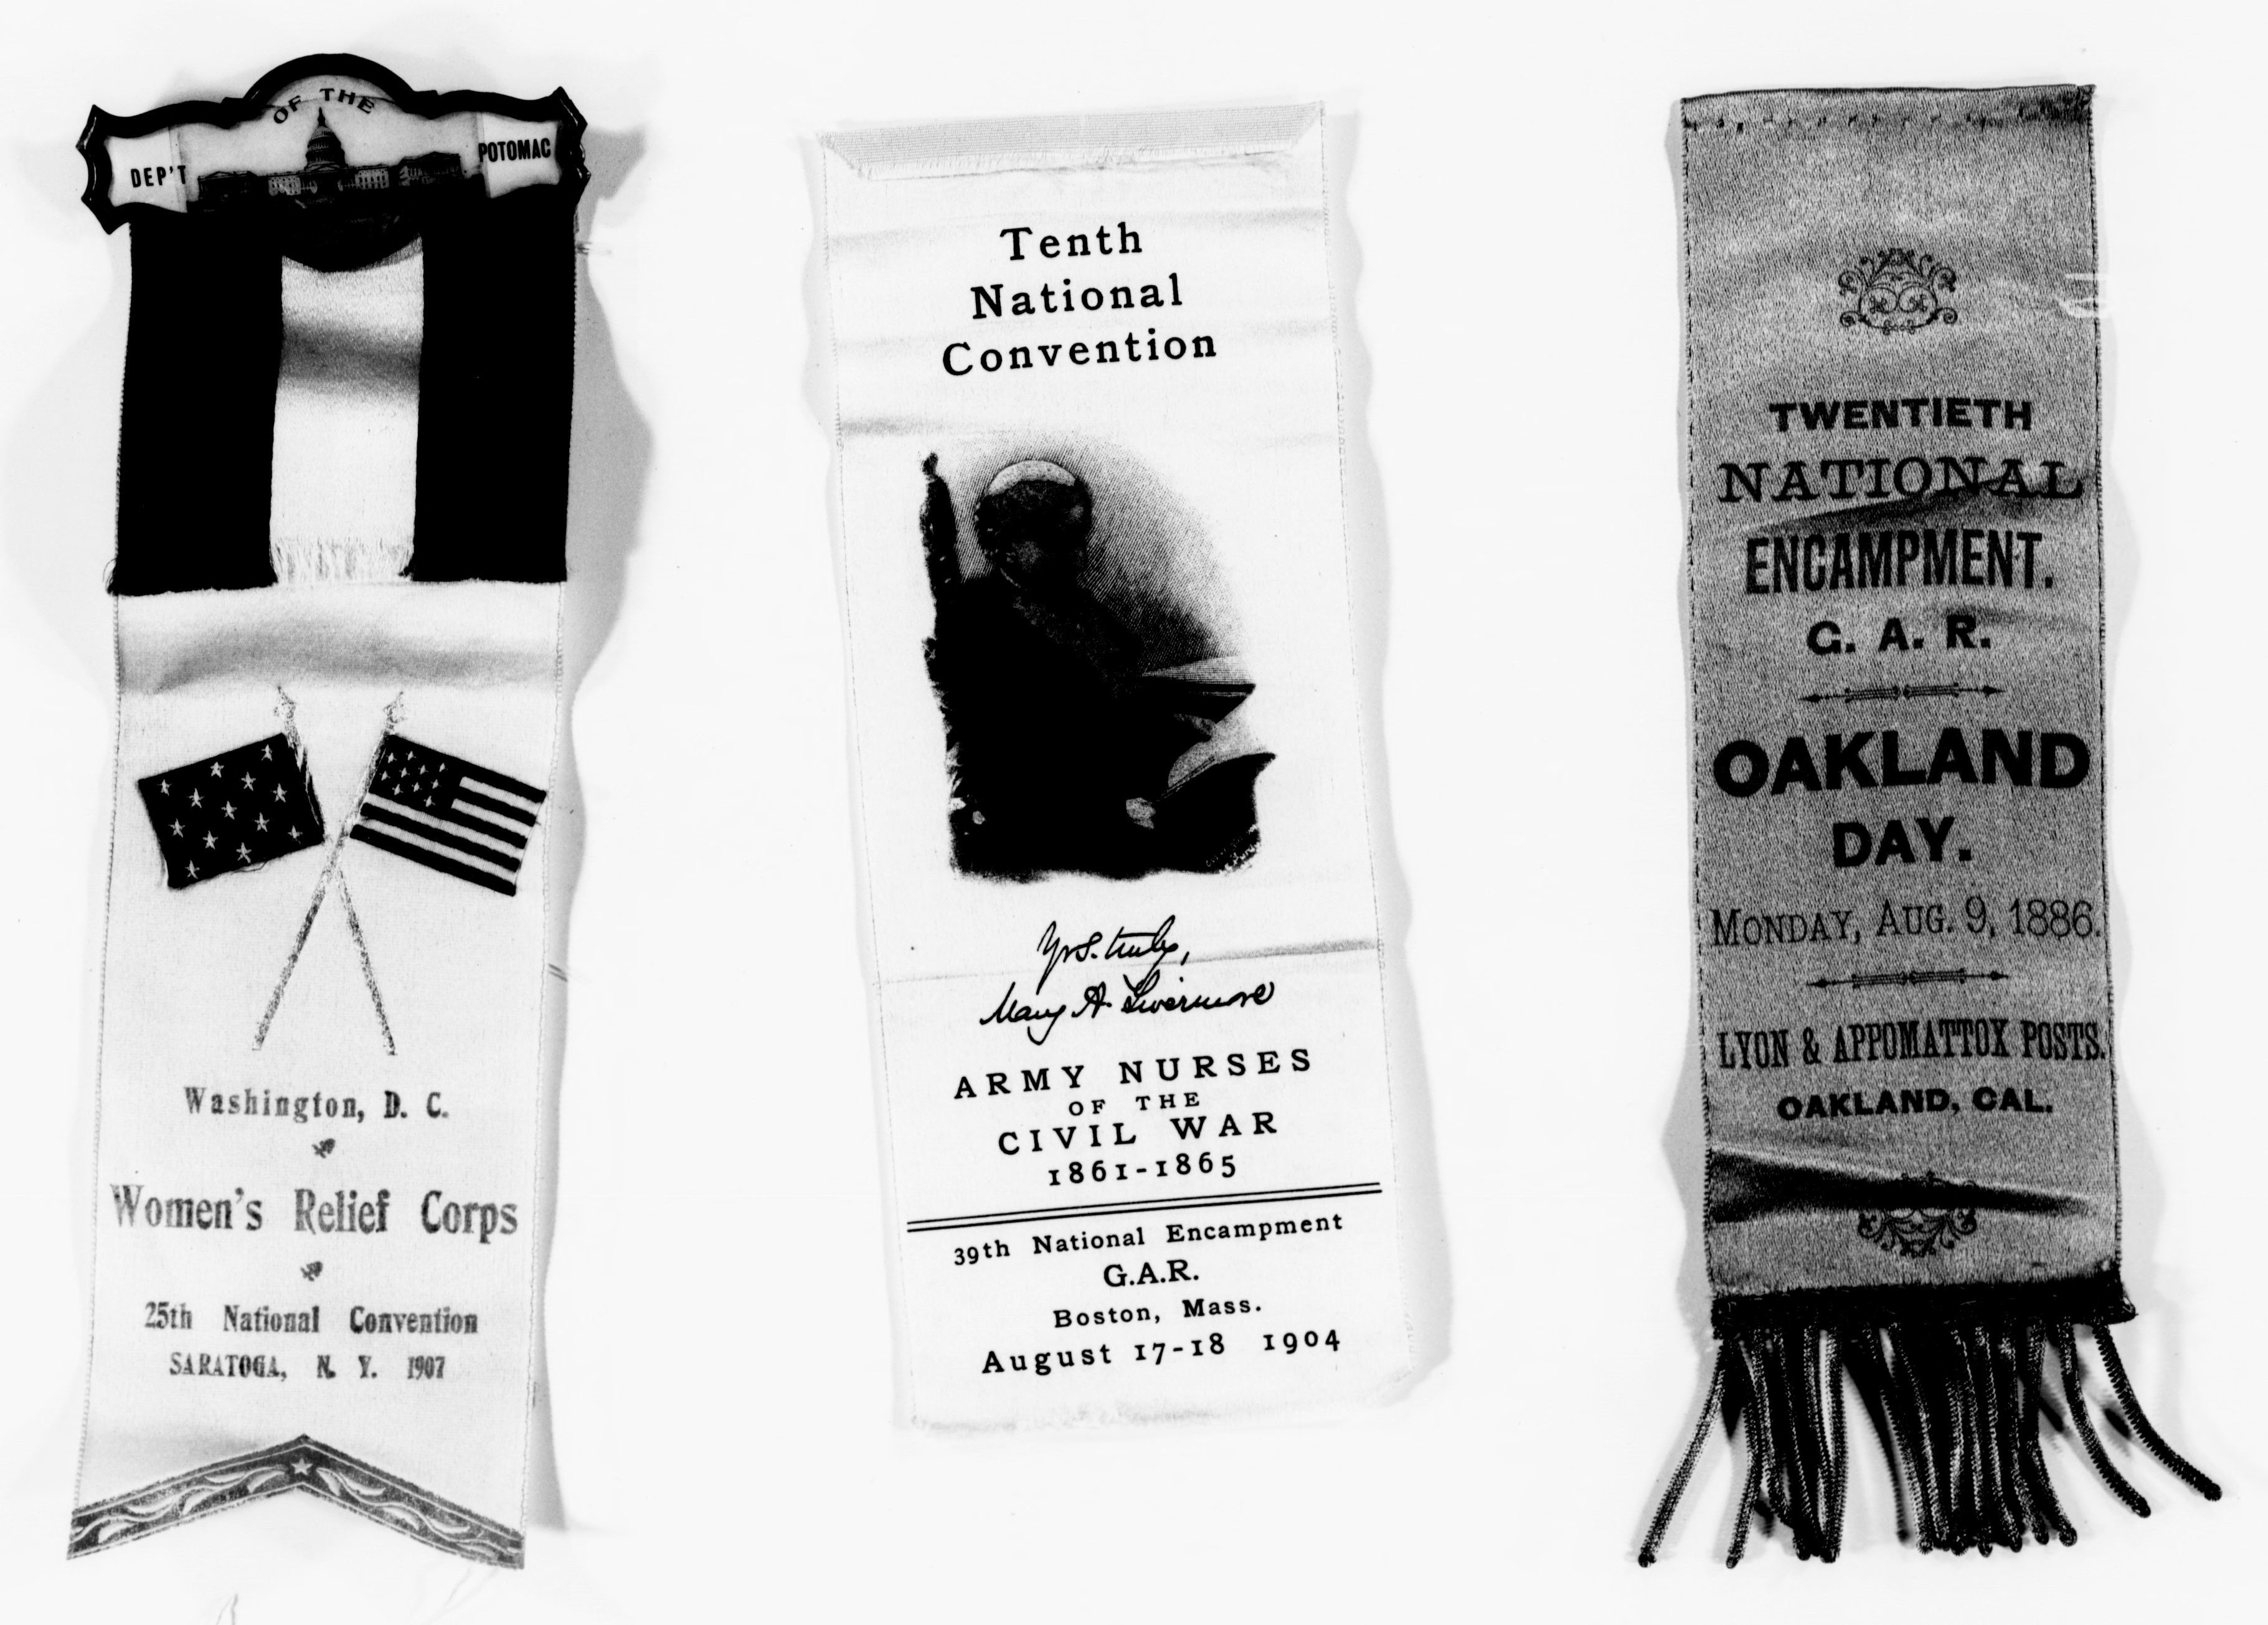 OF THE
DEP'T
POTOMAC
Washington, D. C.
Women's Relief Corps
25th National Convention
SARATOGA, N. Y. 1907
Tenth
National
Convention
Yrs. truly,
Mary A. Livermore
ARMY NURSES
OF THE
CIVIL WAR
1861-1865
39th National Encampment
G.A.R.
Boston, Mass.
August 17-18 1904
TWENTIETH
NATIONAL
ENCAMPMENT.
G. A. R.
OAKLAND
DAY.
MONDAY, AUG. 9, 1886.
LYON & APPOMATTOX POSTS.
OAKLAND, CAL.